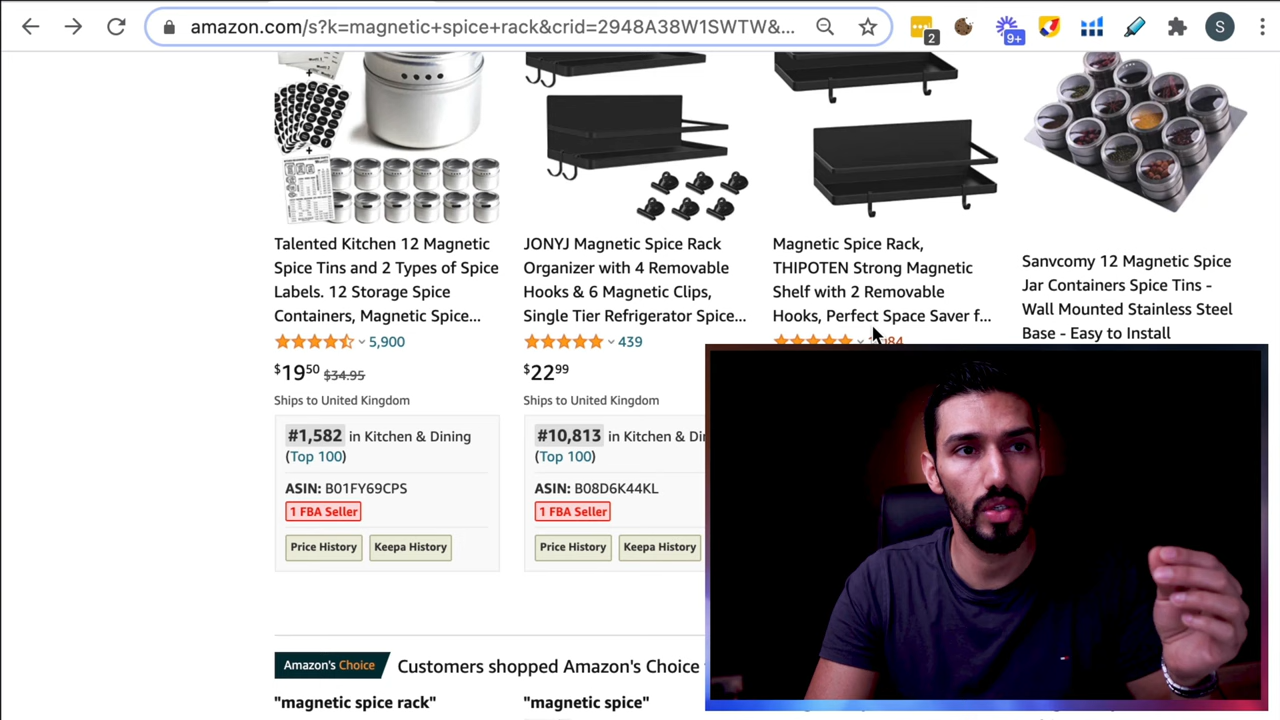 amazon.com/s?k=magnetic+spice+rack&crid=2948A38W1SWTW&...
2
9+
S
Talented Kitchen 12 Magnetic
Spice Tins and 2 Types of Spice
Labels. 12 Storage Spice
Containers, Magnetic Spice...
5,900
$1950 $34.95
Ships to United Kingdom
#1,582 in Kitchen & Dining
(Top 100)
ASIN: B01FY69CPS
1 FBA Seller
Price History
Keepa History
JONYJ Magnetic Spice Rack
Organizer with 4 Removable
Hooks & 6 Magnetic Clips,
Single Tier Refrigerator Spice...
439
$2299
Ships to United Kingdom
#10,813 in Kitchen & Di
(Top 100)
ASIN: B08D6K44KL
1 FBA Seller
Price History
Keepa History
Magnetic Spice Rack,
THIPOTEN Strong Magnetic
Shelf with 2 Removable
Hooks, Perfect Space Saver f...
Sanvcomy 12 Magnetic Spice
Jar Containers Spice Tins -
Wall Mounted Stainless Steel
Base - Easy to Install
Amazon's Choice
Customers shopped Amazon's Choice
"magnetic spice rack"
"magnetic spice"